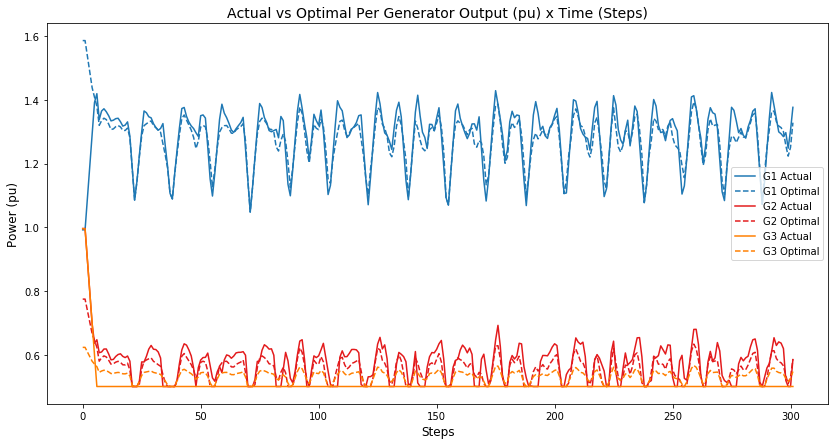 Actual vs Optimal Per Generator Output (pu) x Time (Steps)
1.6
1.4
1.2
1.0
0.8
0.6
Power (pu)
G1 Actual
G1 Optimal
G2 Actual
G2 Optimal
G3 Actual
G3 Optimal
0 50 100 150 200 250 300
Steps